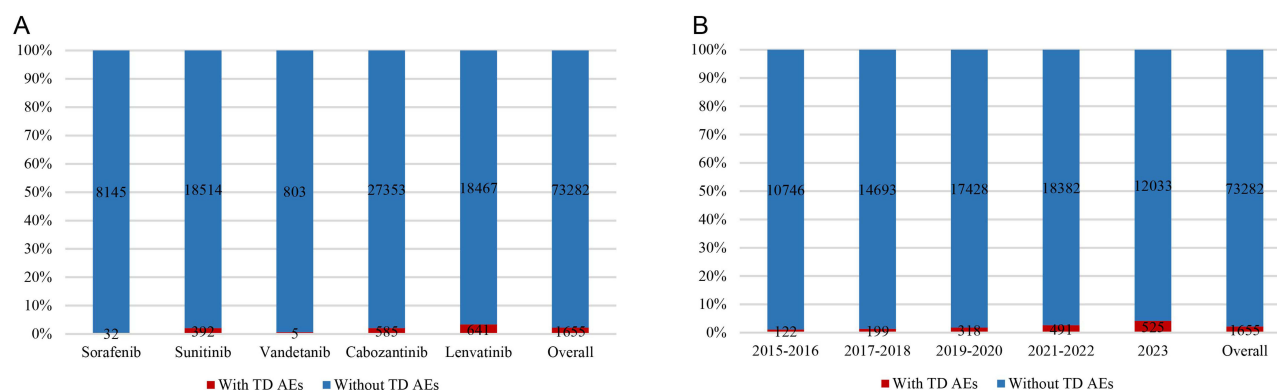 A
100%
90%
80%
70%
60%
50%
40%
30%
20%
10%
0%
8145 18514 803 27353 18467 73282
32 392 5 585 641 1655
Sorafenib Sunitinib Vandetanib Cabozantinib Lenvatinib Overall
With TD AEs Without TD AEs
B
100%
90%
80%
70%
60%
50%
40%
30%
20%
10%
0%
10746 14693 17428 18382 12033 73282
122 199 318 491 525 1655
2015-2016 2017-2018 2019-2020 2021-2022 2023 Overall
With TD AEs Without TD AEs